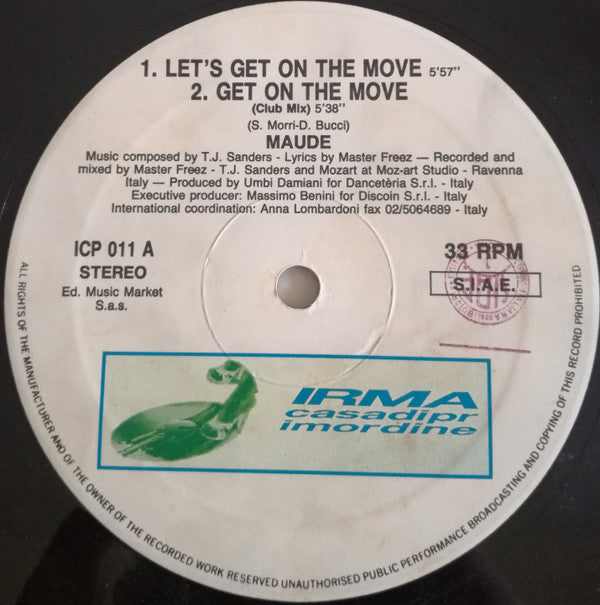 1. LET'S GET ON THE MOVE 5'57"
2. GET ON THE MOVE
(Club Mix) 5'38"
(S. Morri-D. Bucci)
MAUDE
Music composed by T.J. Sanders - Lyrics by Master Freez — Recorded and
mixed by Master Freez - T.J. Sanders and Mozart at Moz-art Studio - Ravenna
Italy — Produced by Umbi Damiani for Dancetèria S.r.l. - Italy
Executive producer: Massimo Benini for Discoin S.r.l. - Italy
International coordination: Anna Lombardoni fax 02/5064689 - Italy
ICP 011 A
STEREO
Ed. Music Market
S.a.s.
33 RPM
S.I.A.E.
IRMA
casadipr
imordine
ALL RIGHTS OF THE MANUFACTURER AND OF THE OWNER OF THE RECORDED WORK RESERVED UNAUTHORISED PUBLIC PERFORMANCE BROADCASTING AND COPYING OF THIS RECORD PROHIBITED